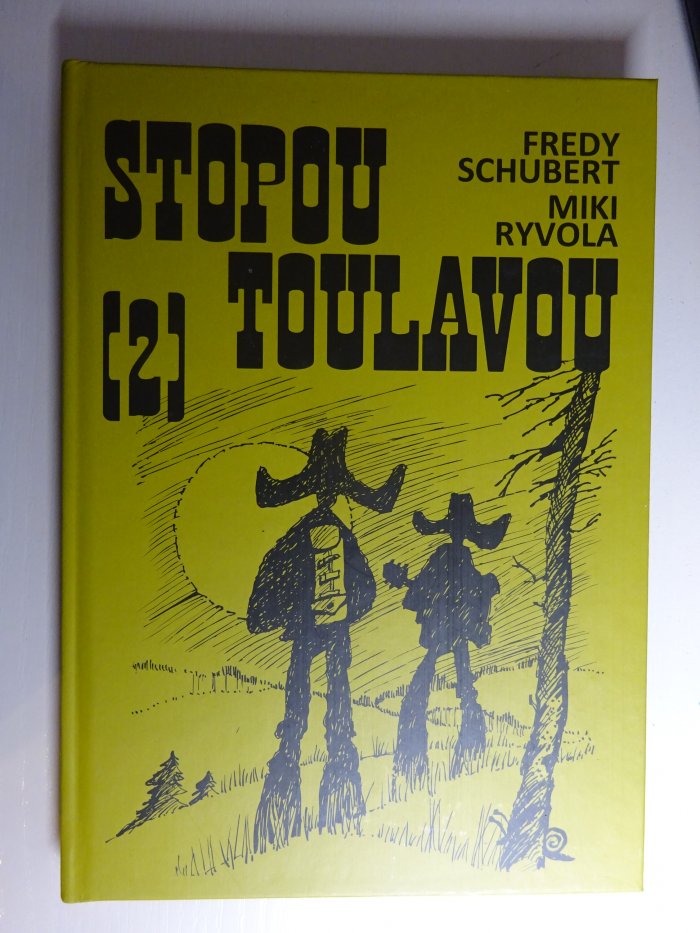 STOPOU
FREDY
SCHUBERT
MIKI
RYVOLA
(2)
TOULAVOU